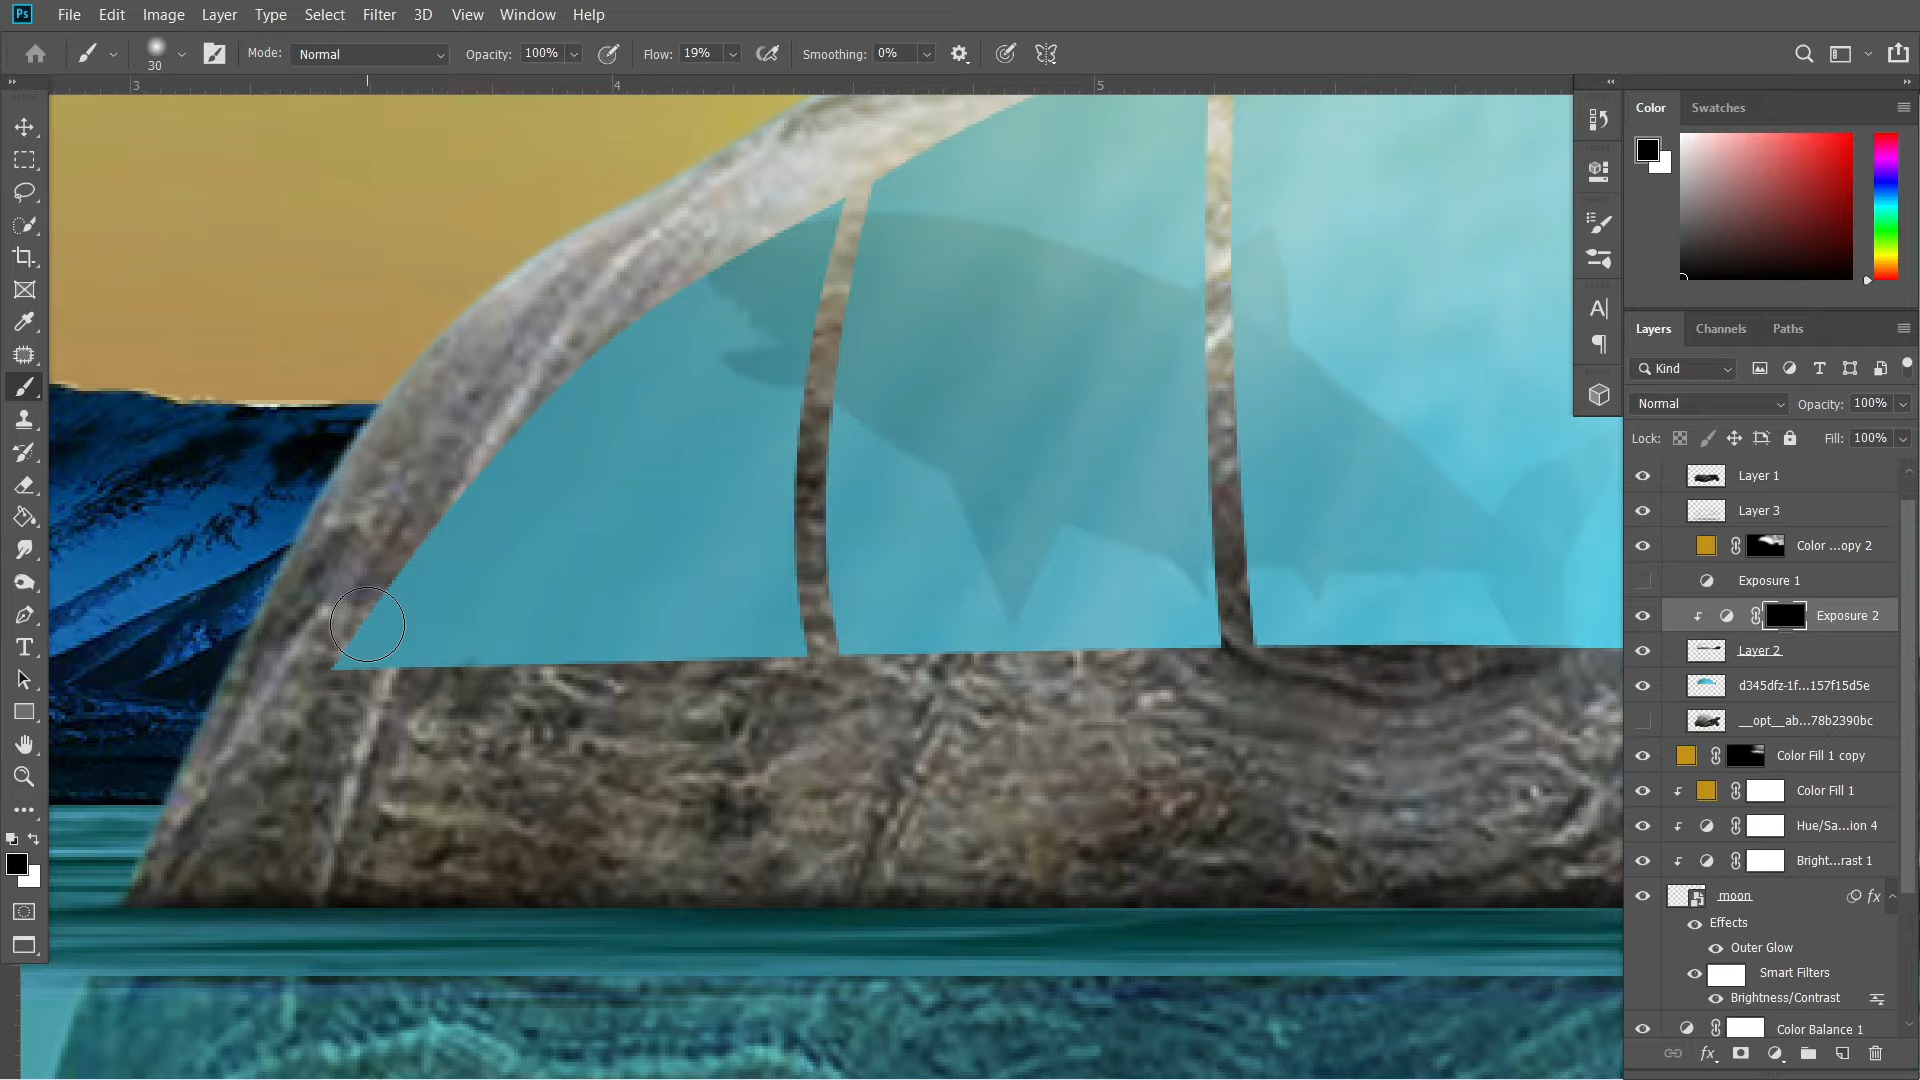 Ps File Edit Image Layer Type Select Filter 3D View Window Help
30 Mode: Normal Opacity: 100% Flow: 19% Smoothing: 0%
3 4 5
Color Swatches
Layers Channels Paths
Kind T
Normal Opacity: 100%
Lock: Fill: 100%
Layer 1
Layer 3
Color ...opy 2
Exposure 1
Exposure 2
Layer 2
d345dfz-1f...157f15d5e
__opt__ab...78b2390bc
Color Fill 1 copy
Color Fill 1
Hue/Sa...ion 4
Bright...rast 1
moon fx
Effects
Outer Glow
Smart Filters
Brightness/Contrast
Color Balance 1
fx